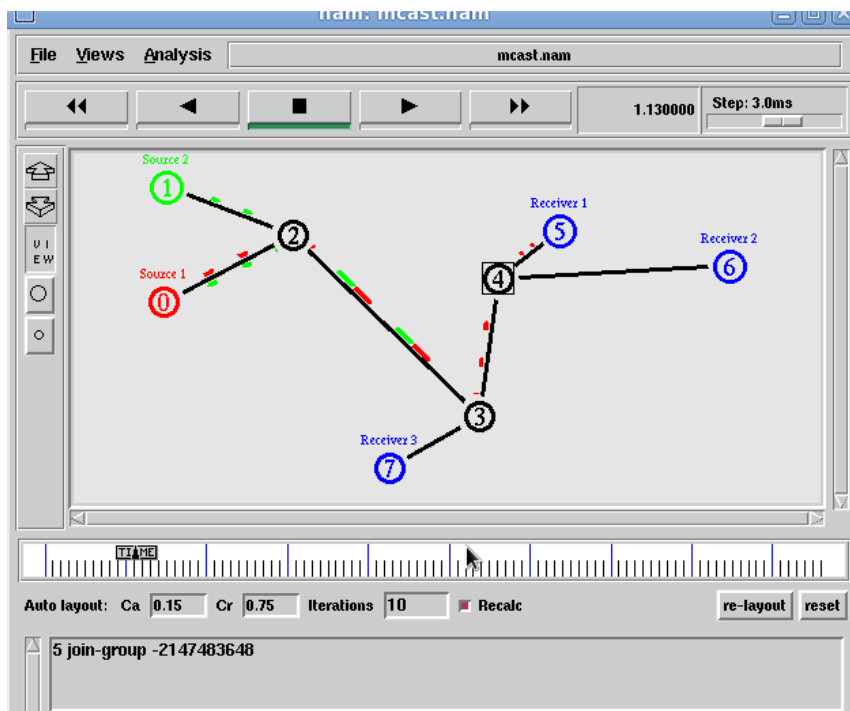 nam: mcast.nam
File Views Analysis mcast.nam
1.130000 Step: 3.0ms
Source 2
1
Receiver 1
5
2
Receiver 2
6
VIEW
Source 1
0
4
3
Receiver 3
7
TIME
Auto layout: Ca 0.15 Cr 0.75 Iterations 10 Recalc re-layout reset
5 join-group -2147483648